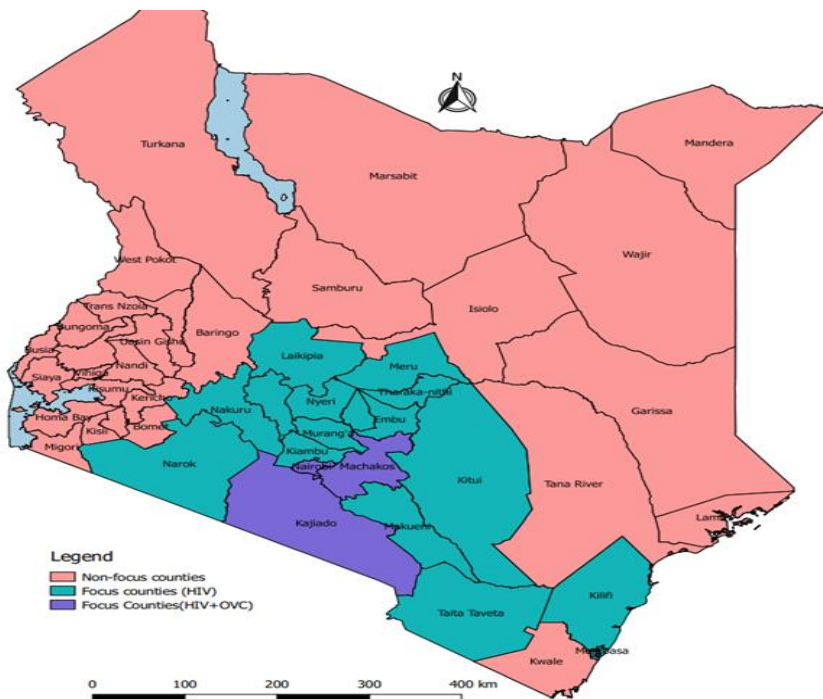 N
Mandera
Turkana
Marsabit
Wajir
West Pokot
Samburu
Isiolo
Trans Nzoia
Bungoma
Baringo
Busia
Uasin Gishu
Laikipia
Meru
Nandi
Siaya
Vihiga
Tharaka-nithi
Kisumu
Kericho
Nyeri
Garissa
Nakuru
Embu
Homa Bay
Kisii
Bomet
Murang'a
Migori
Kiambu
Narok
Nairobi
Machakos
Kitui
Tana River
Kajiado
Lamu
Makueni
Legend
Non-focus counties
Focus counties (HIV)
Focus Counties(HIV+OVC)
Kilifi
Taita Taveta
Mombasa
Kwale
0 100 200 300 400 km